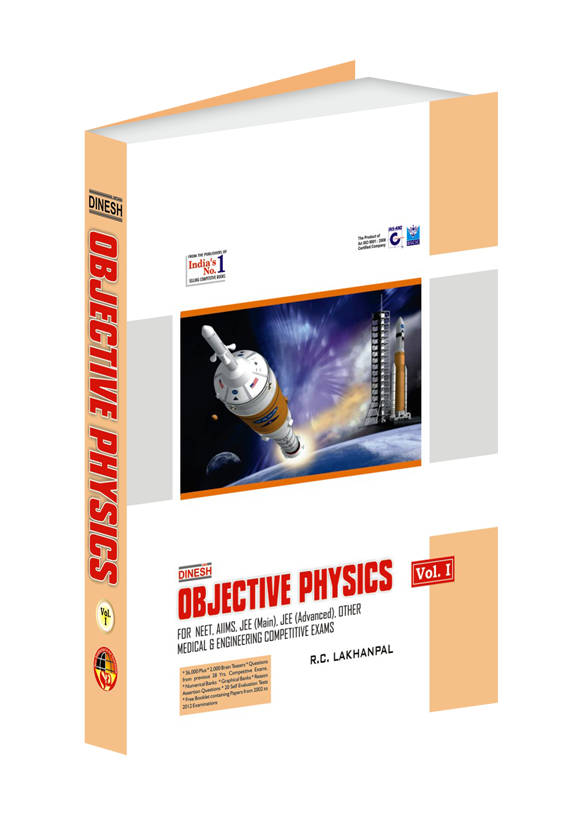 DINESH
OBJECTIVE PHYSICS
Vol.
I
FROM THE PUBLISHERS OF
India's
No. 1
SELLING COMPETITIVE BOOKS
The Product of
An ISO 9001 : 2008
Certified Company
DINESH
OBJECTIVE PHYSICS
Vol. I
FOR NEET, AIIMS, JEE (Main), JEE (Advanced), OTHER
MEDICAL & ENGINEERING COMPETITIVE EXAMS
R.C. LAKHANPAL
* 36,000 Plus * 2,000 Brain Teasers * Questions
from previous 28 Yrs. Competitive Exams.
* Numerical Banks * Graphical Banks * Reason
Assertion Questions * 20 Self Evaluation Tests
* Free Booklet containing Papers from 2002 to
2012 Examinations